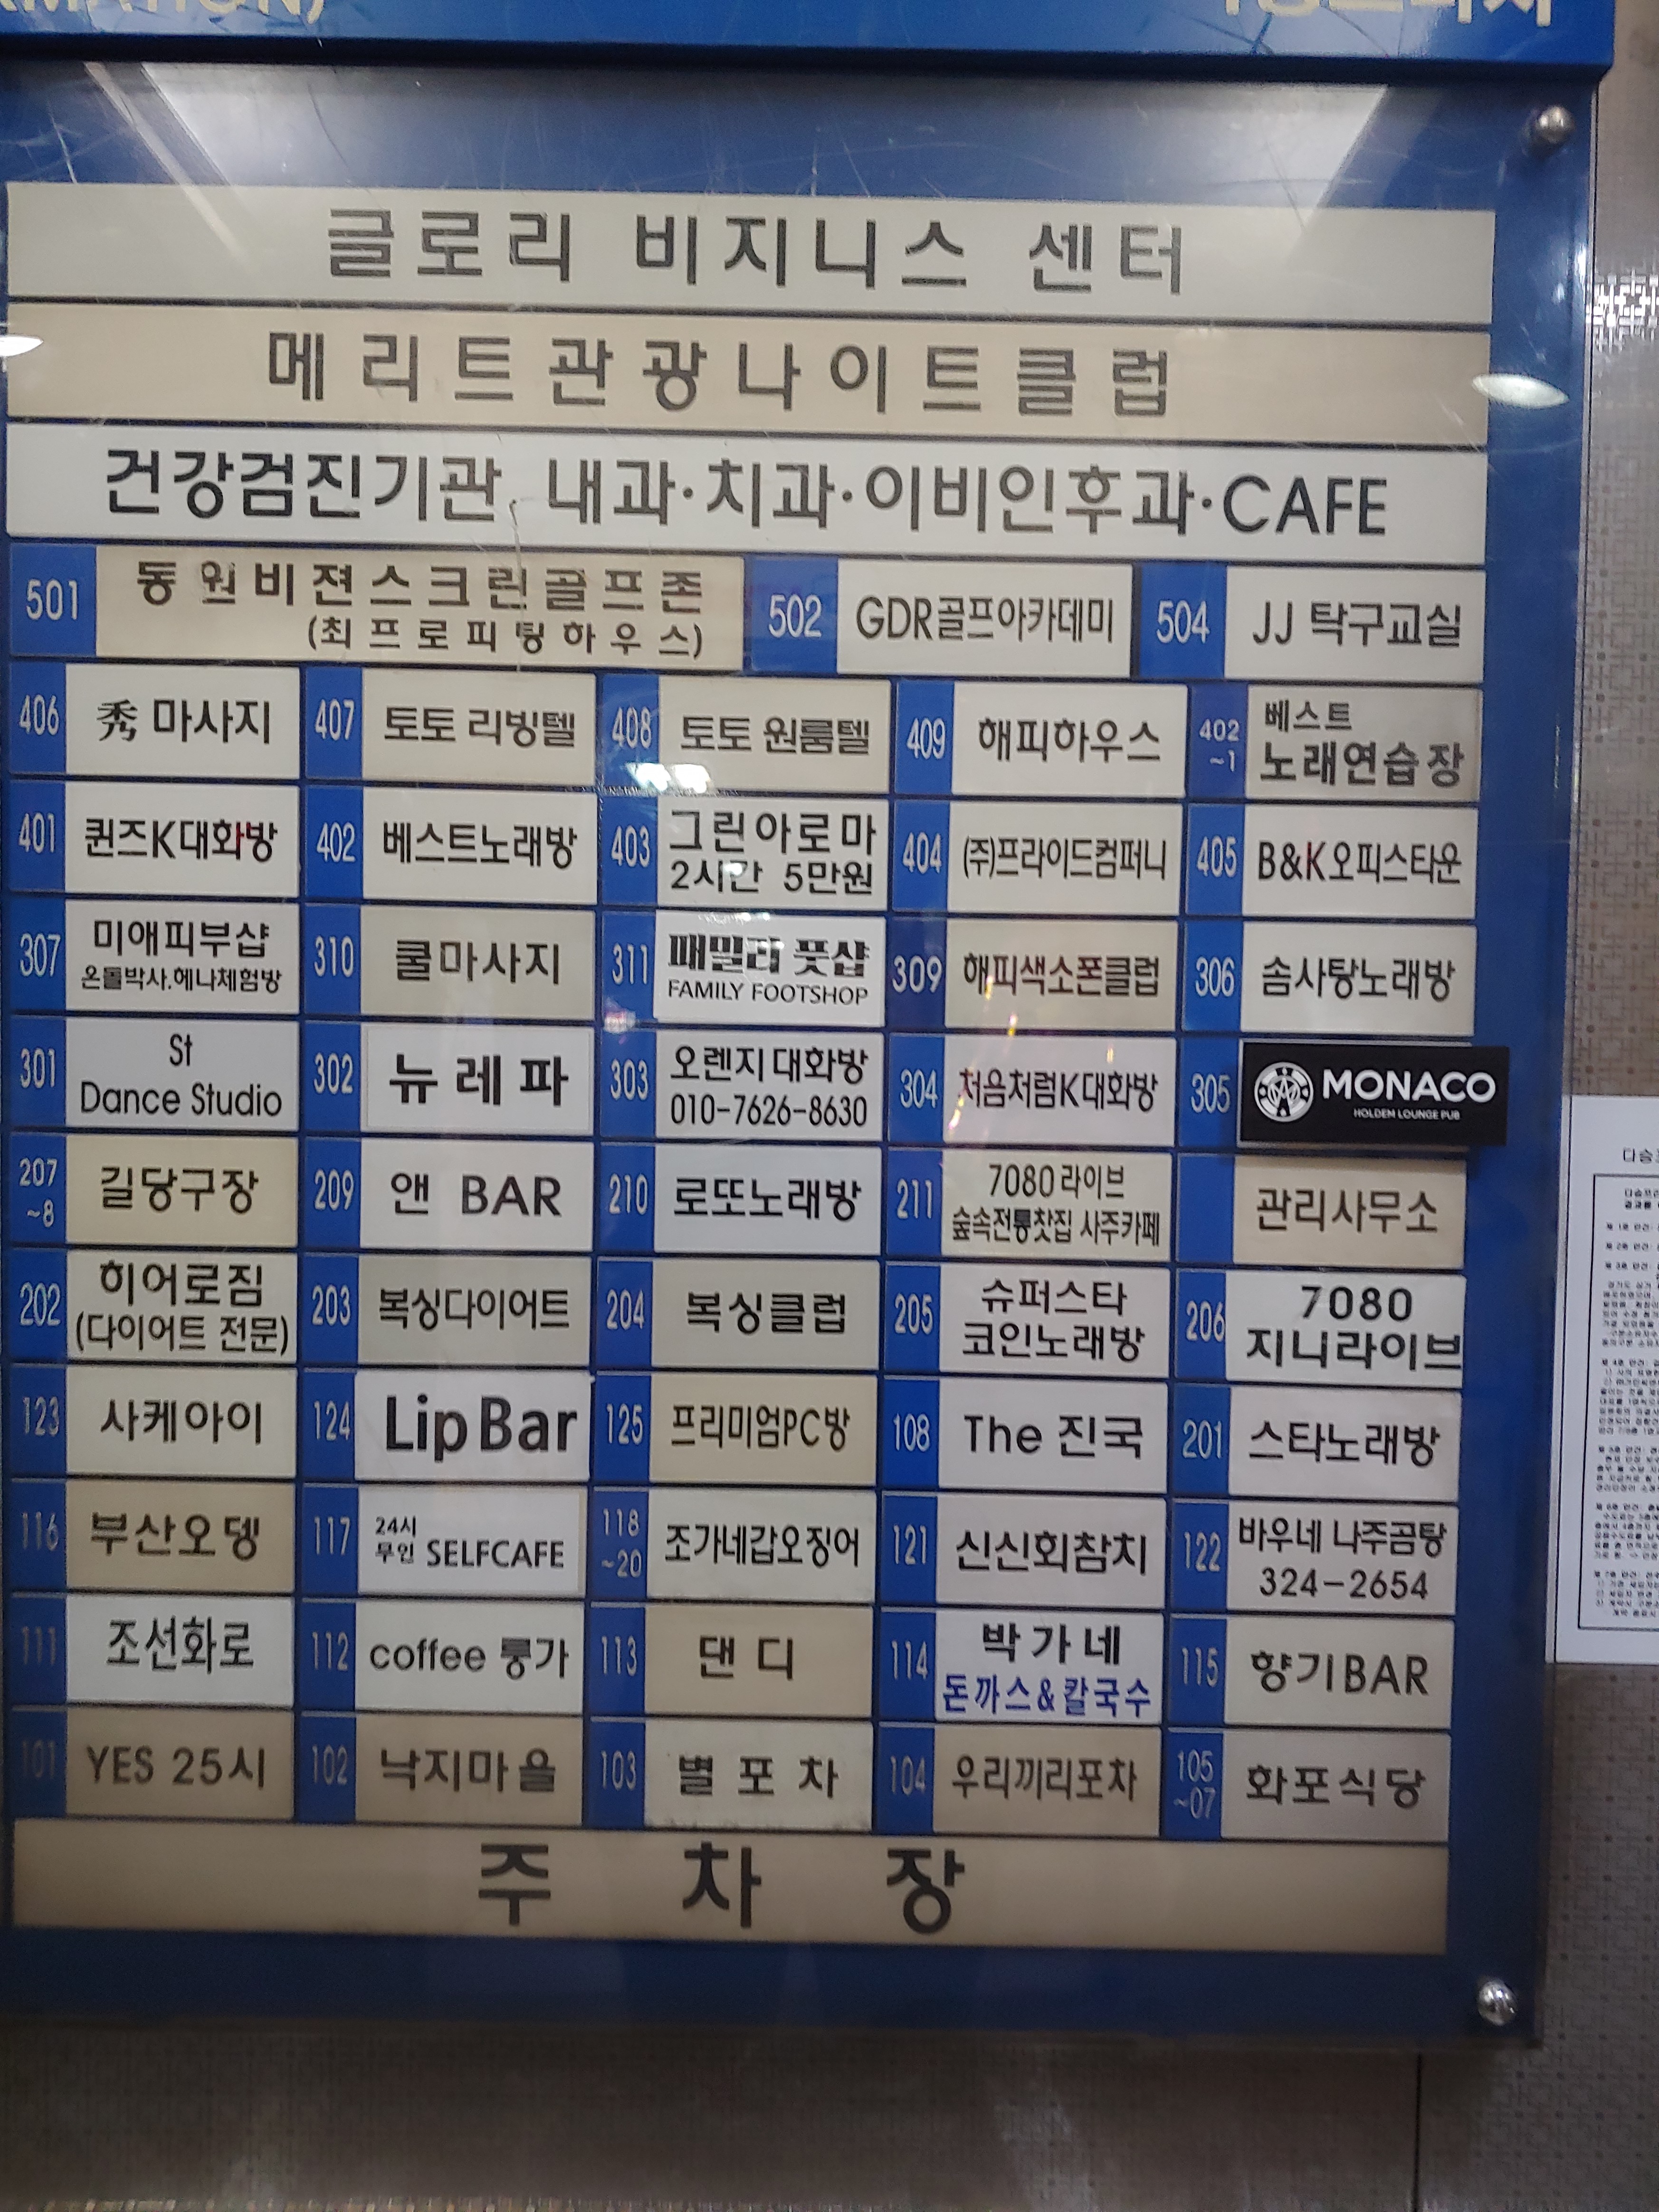 글로리 비지니스 센터
메리트관광나이트클럽
건강검진기관, 내과·치과·이비인후과·CAFE
501 동원비젼스크린골프존
(최프로피팅하우스)
502 GDR골프아카데미
504 JJ 탁구교실
406 秀 마사지
407 토토 리빙텔
408 토토 원룸텔
409 해피하우스
402
~1
베스트
노래연습장
401 퀸즈K대화방
402 베스트노래방
403 그린아로마
2시간 5만원
404 (주)프라이드컴퍼니
405 B&K오피스타운
307 미애피부샵
온돌박사.헤나체험방
310 쿨마사지
311 패밀리 풋샵
FAMILY FOOTSHOP
309 해피색소폰클럽
306 솜사탕노래방
301 St
Dance Studio
302 뉴레파
303 오렌지대화방
010-7626-8630
304 처음처럼K대화방
305 MONACO
HOLDEM LOUNGE PUB
207
~8
길당구장
209 앤 BAR
210 로또노래방
211 7080라이브
숲속전통찻집 사주카페
관리사무소
202 히어로짐
(다이어트 전문)
203 복싱다이어트
204 복싱클럽
205 슈퍼스타
코인노래방
206 7080
지니라이브
123 사케아이
124 Lip Bar
125 프리미엄PC방
108 The 진국
201 스타노래방
116 부산오뎅
117 24시
무인 SELFCAFE
118
~20
조가네갑오징어
121 신신회참치
122 바우네 나주곰탕
324-2654
111 조선화로
112 coffee 룽가
113 댄디
114 박가네
돈까스&칼국수
115 향기BAR
101 YES 25시
102 낙지마을
103 별포차
104 우리끼리포차
105
~07
화포식당
주차장